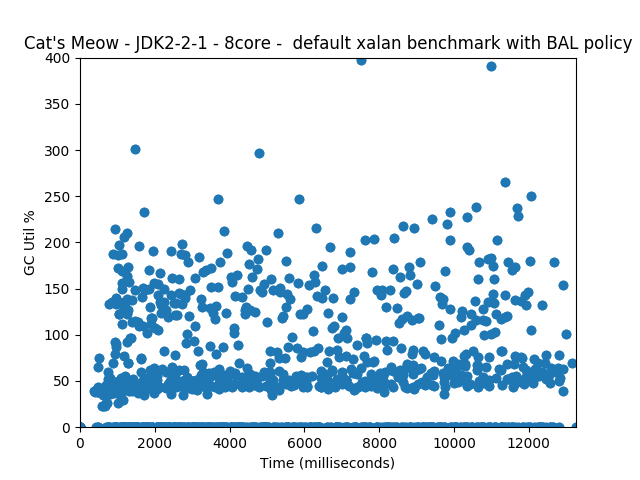 Cat's Meow - JDK2-2-1 - 8core -  default xalan benchmark with BAL policy
400
350
300
250
200
150
100
50
0
GC Util %
0 2000 4000 6000 8000 10000 12000
Time (milliseconds)